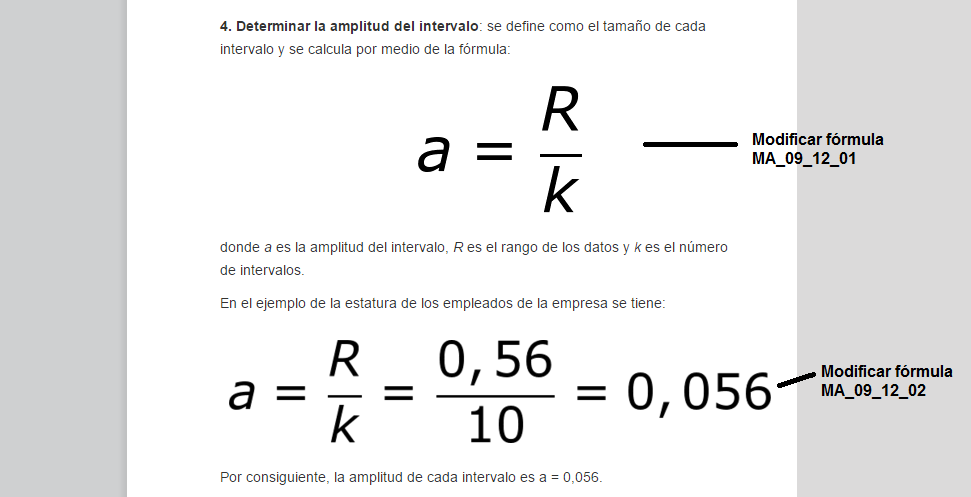 4. Determinar la amplitud del intervalo: se define como el tamaño de cada
intervalo y se calcula por medio de la fórmula:
a = R/k
Modificar fórmula
MA_09_12_01
donde a es la amplitud del intervalo, R es el rango de los datos y k es el número
de intervalos.
En el ejemplo de la estatura de los empleados de la empresa se tiene:
a = R/k = 0,56/10 = 0,056
Modificar fórmula
MA_09_12_02
Por consiguiente, la amplitud de cada intervalo es a = 0,056.